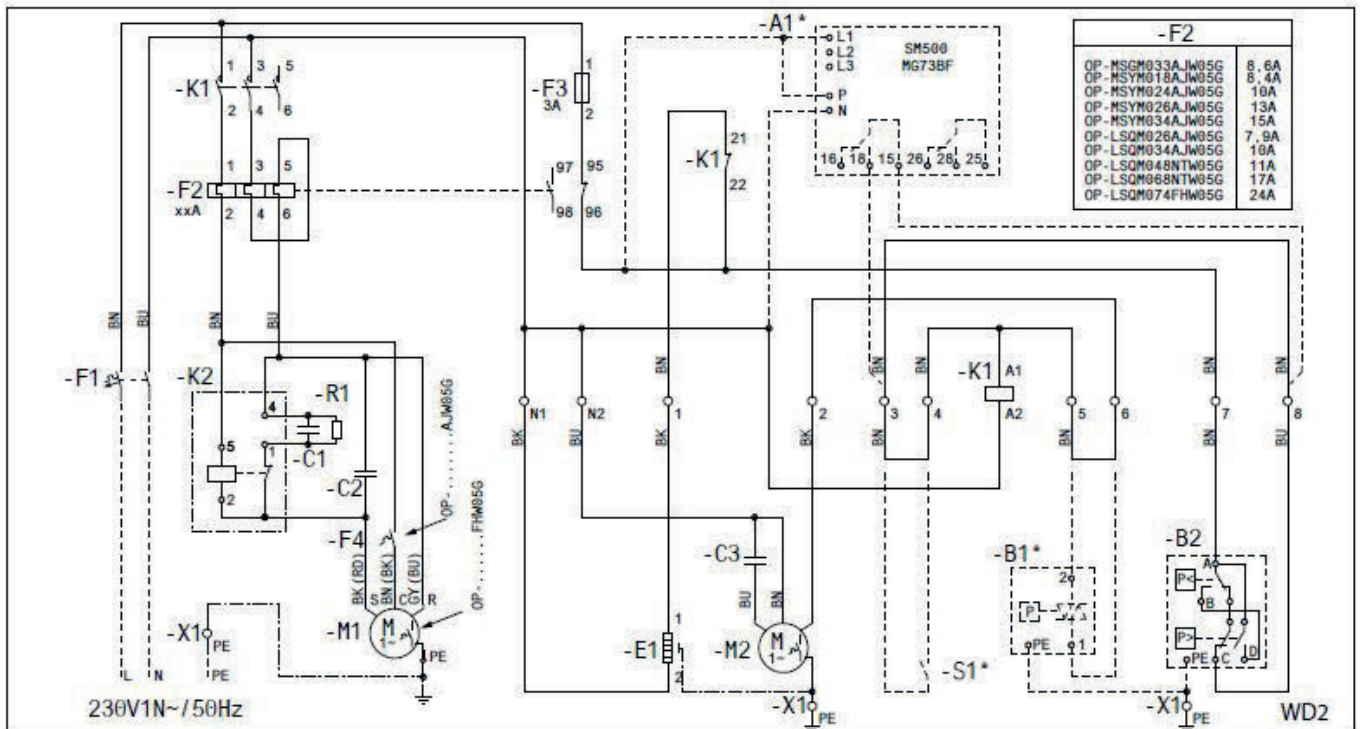 -A1*
L1
L2
L3
SM500
MG73BF
P
N
16 18 15 26 28 25
-F2
OP-MSGM033AJW05G 8,6A
OP-MSYM018AJW05G 8,4A
OP-MSYM024AJW05G 10A
OP-MSYM026AJW05G 13A
OP-MSYM034AJW05G 15A
OP-LSQM026AJW05G 7,9A
OP-LSQM034AJW05G 10A
OP-LSQM048NTW05G 11A
OP-LSQM068NTW05G 17A
OP-LSQM074FHW05G 24A
1 3 5
-K1
2 4 6
-F3
3A
1
2
21
-K1
22
1 3 5
-F2
xxA
2 4 6
97 95
98 96
BN BU BN BU BN BN BN BN BN BN BN BN
-F1
-K2
4
-R1
5
1
-C1
2
-C2
-F4
OP-......AJW05G
OP-......FHW05G
BK(RD)
BN(BK)
GY(BU)
S C R
-M1
M
1~
PE
-X1
PE
L N PE
230V1N~/50Hz
N1 N2 1 2 3 4
-K1
A1
A2
5 6 7 8
BK BU BK BK BN BN BN BN BN BU
-C3
BU BN
-E1
1
2
-M2
M
1~
-X1
PE
-S1*
-B1*
2
P
PE 1
-B2
A
P<
B
P>
PE C D
-X1
PE
WD2